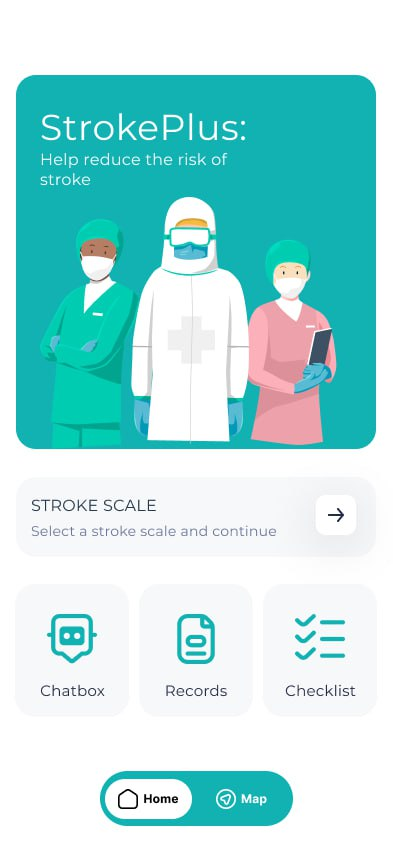 StrokePlus:
Help reduce the risk of
stroke
STROKE SCALE
Select a stroke scale and continue
Chatbox
Records
Checklist
Home
Map